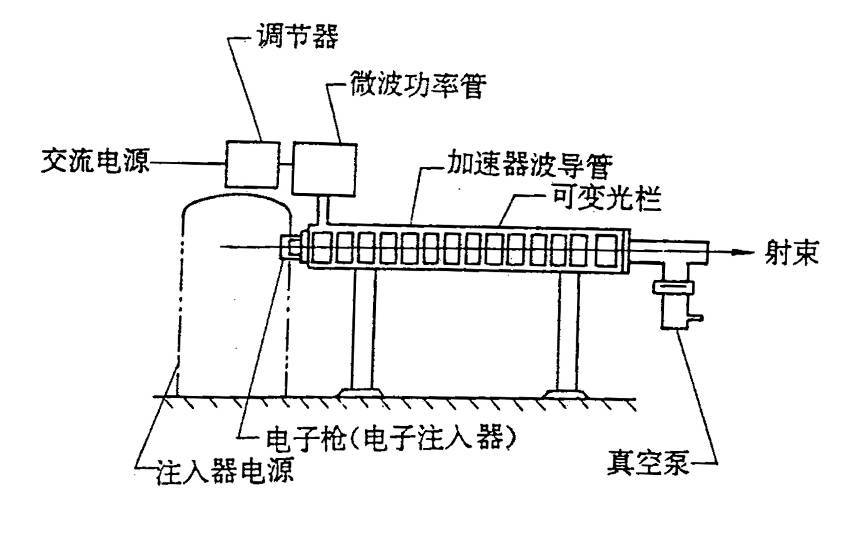 调节器
微波功率管
交流电源
加速器波导管
可变光栏
射束
电子枪(电子注入器)
注入器电源
真空泵